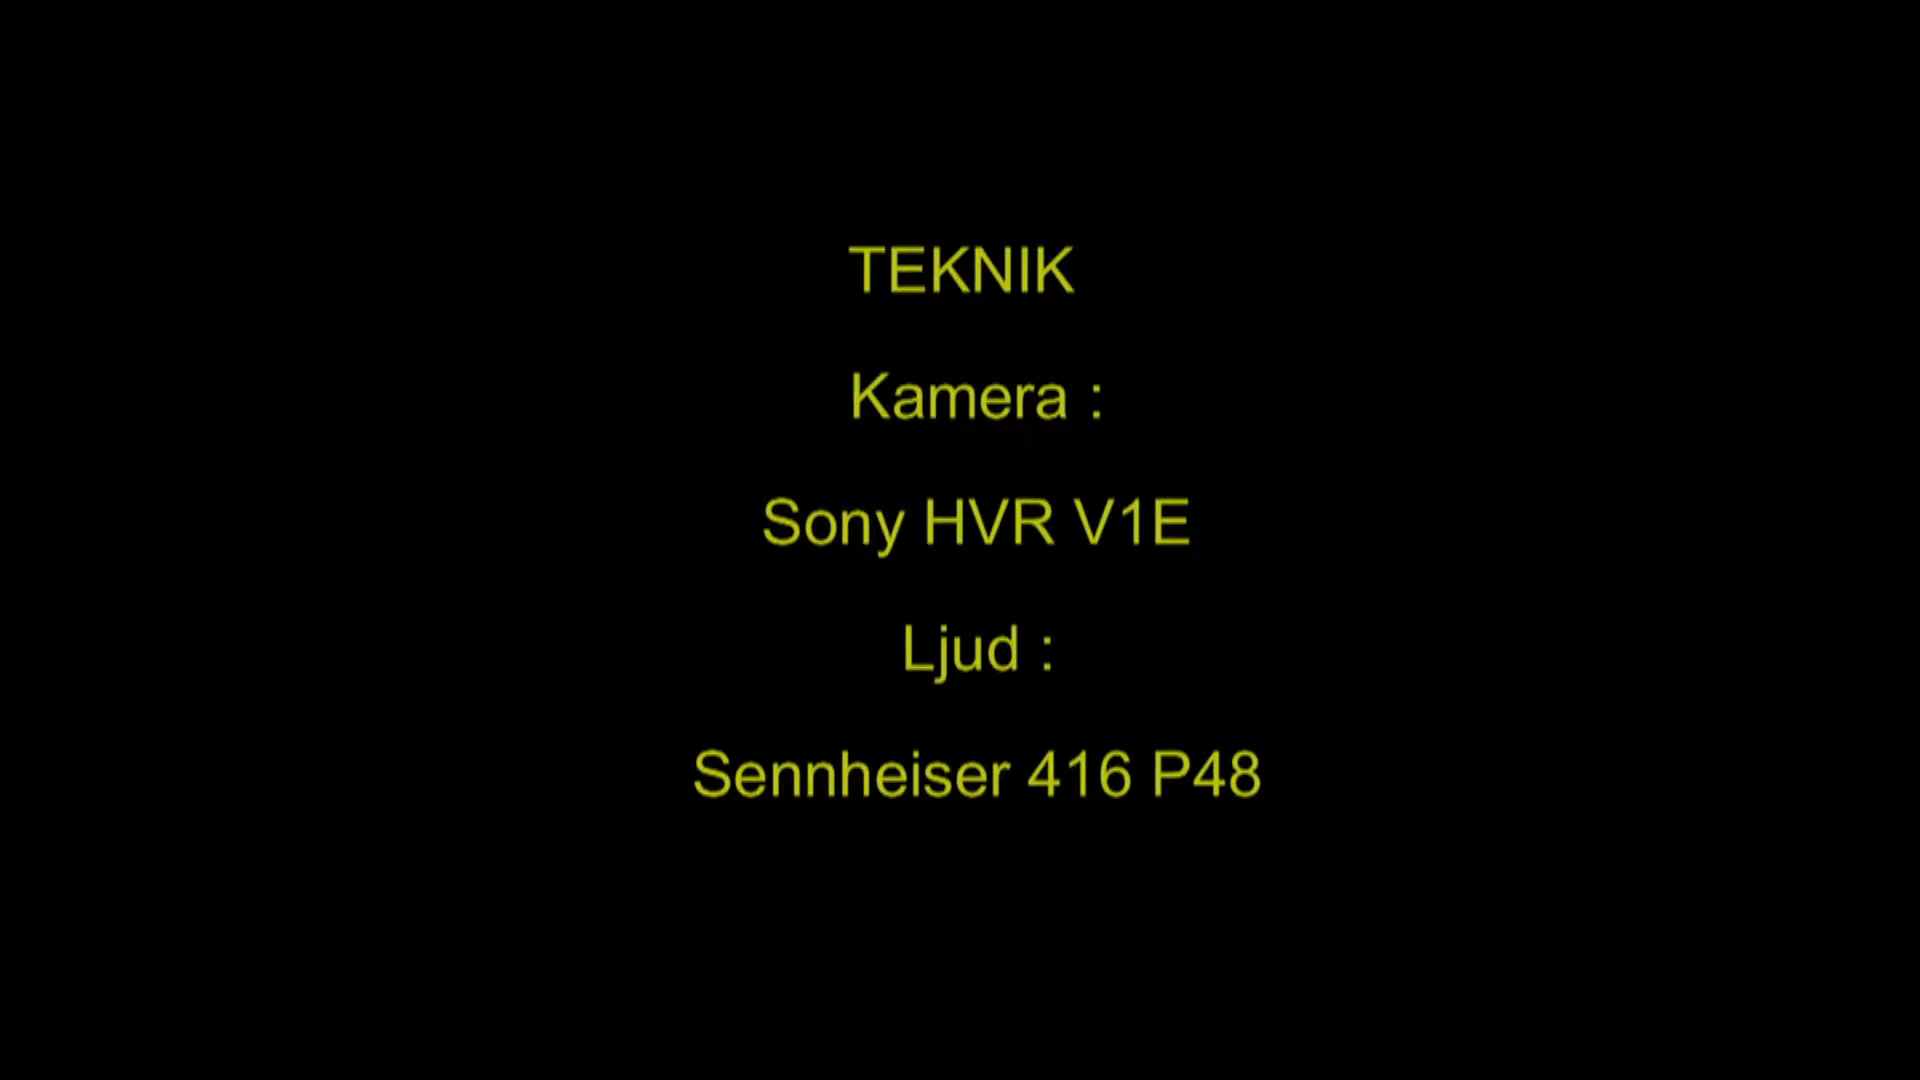 TEKNIK
Kamera :
Sony HVR V1E
Ljud :
Sennheiser 416 P48